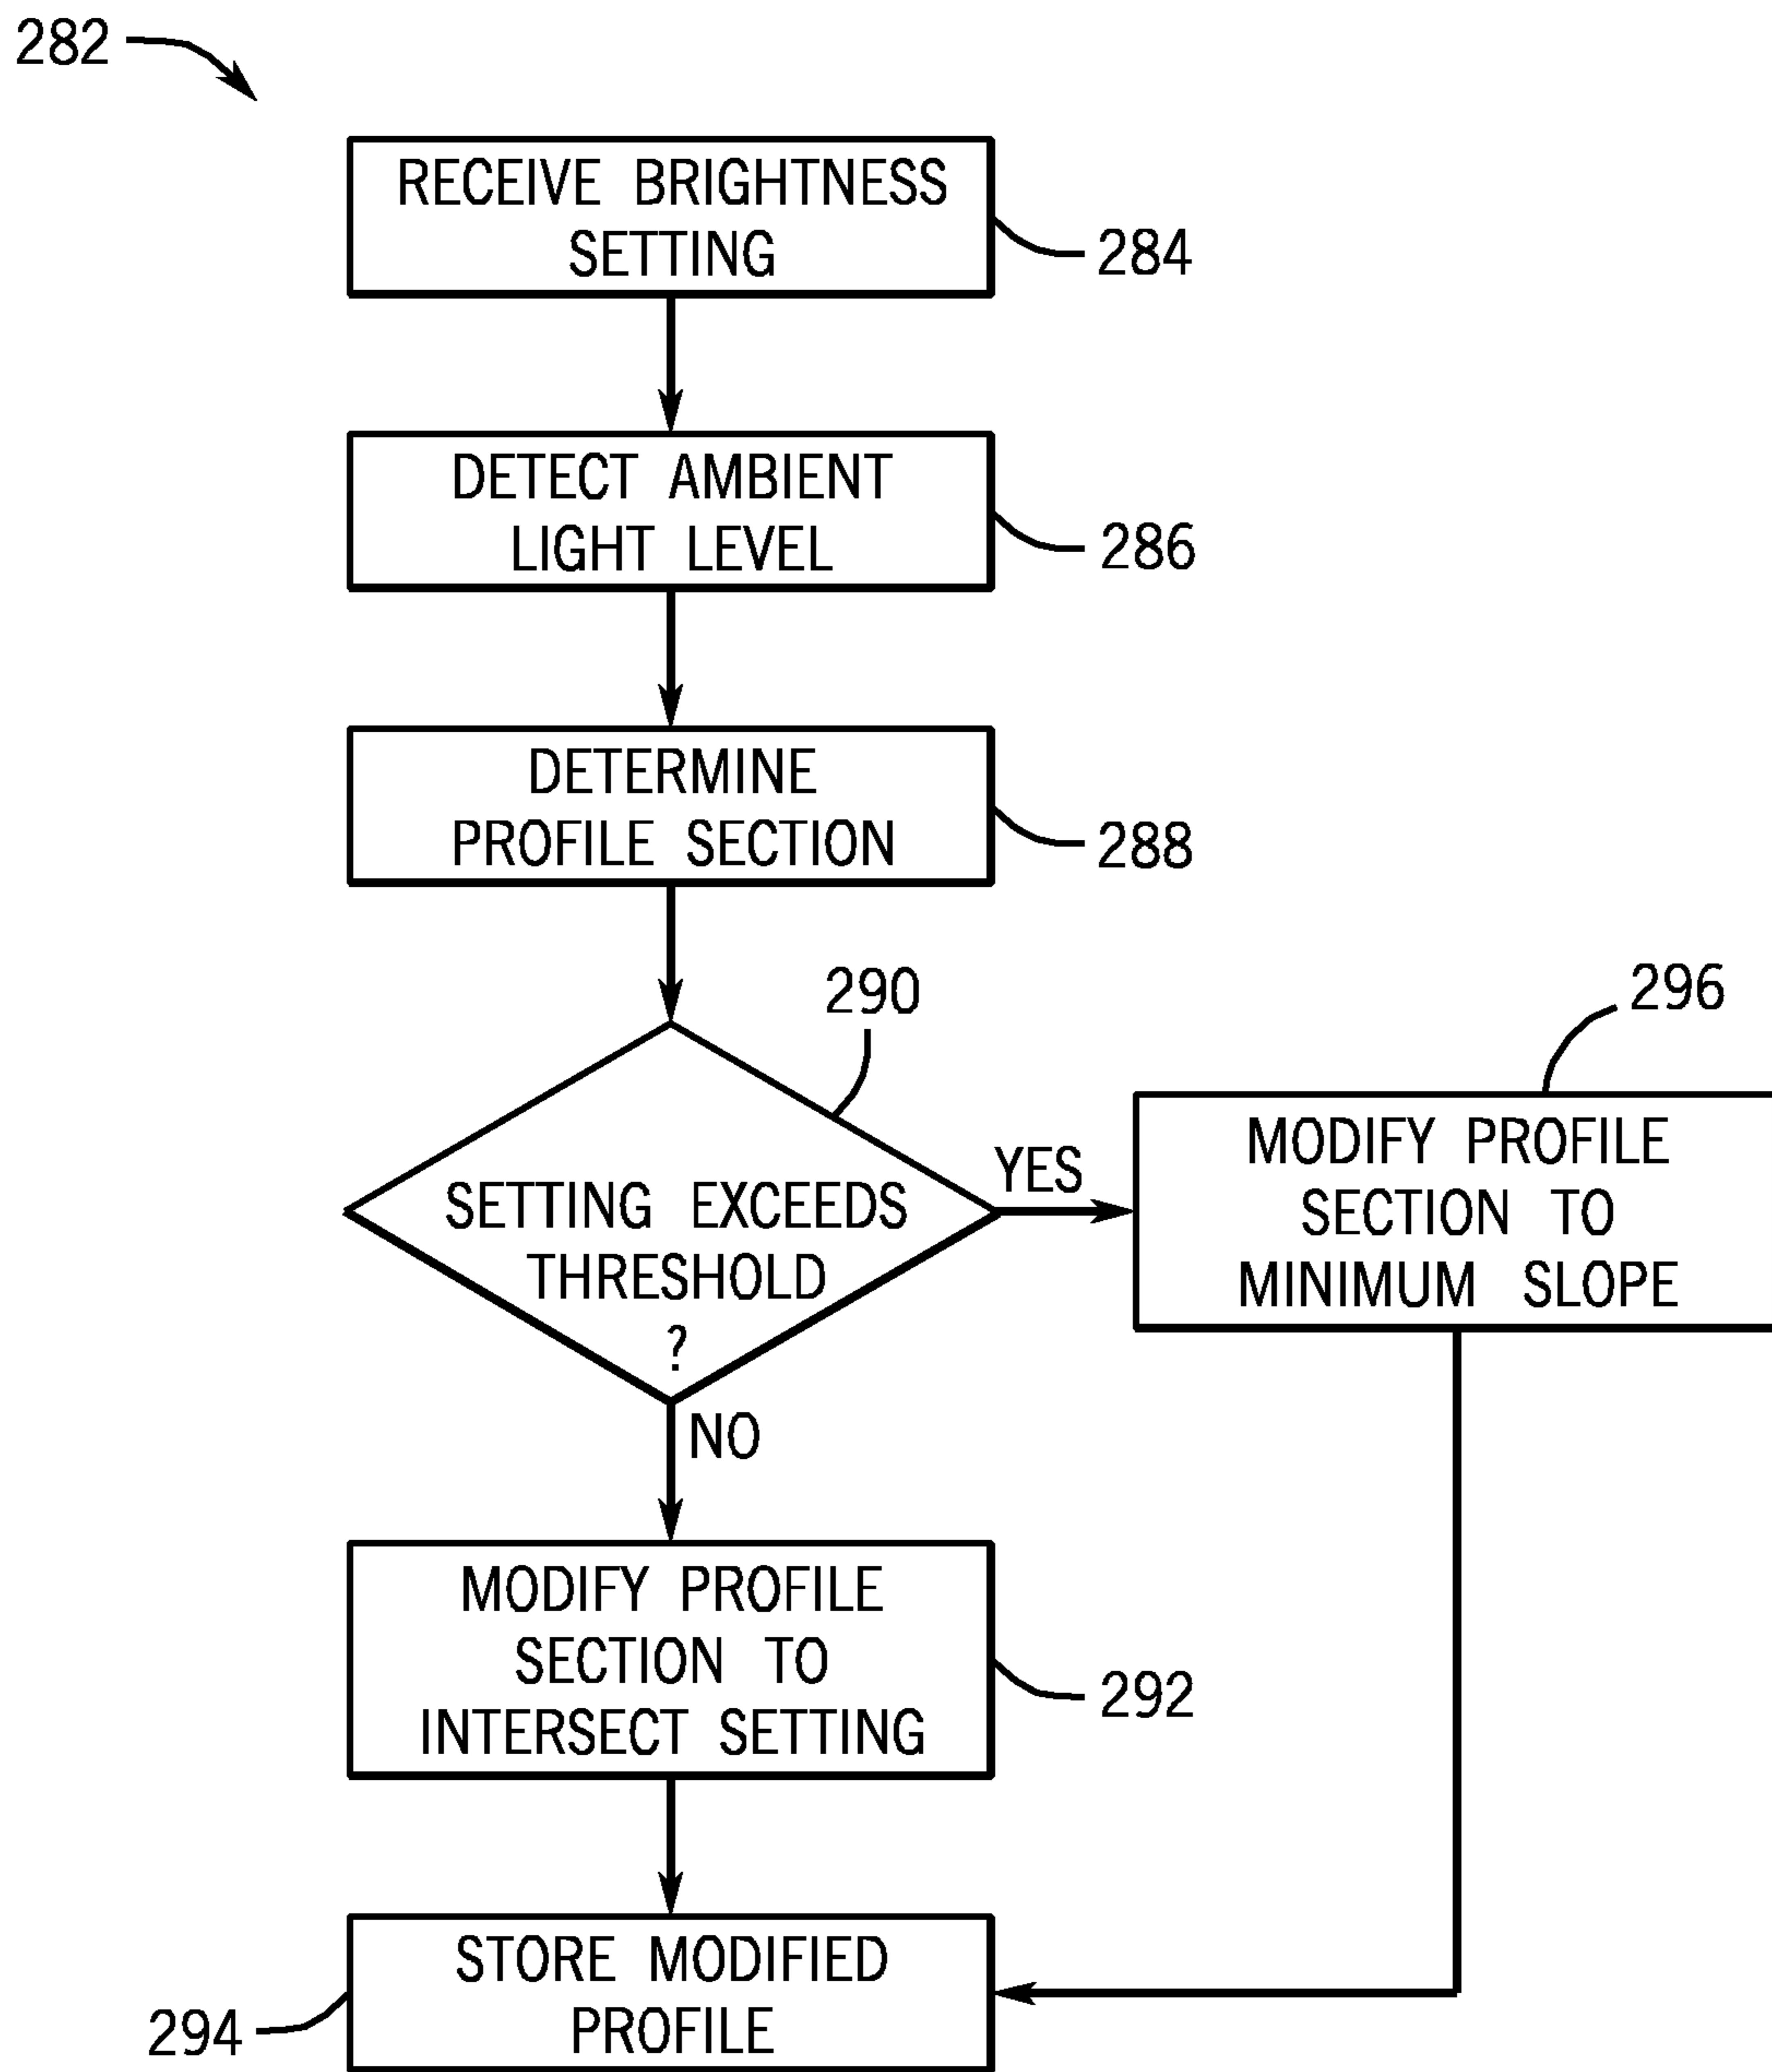 282
RECEIVE BRIGHTNESS
SETTING
284
DETECT AMBIENT
LIGHT LEVEL
286
DETERMINE
PROFILE SECTION
288
290
SETTING EXCEEDS
THRESHOLD
?
YES
296
MODIFY PROFILE
SECTION TO
MINIMUM SLOPE
NO
MODIFY PROFILE
SECTION TO
INTERSECT SETTING
292
STORE MODIFIED
PROFILE
294